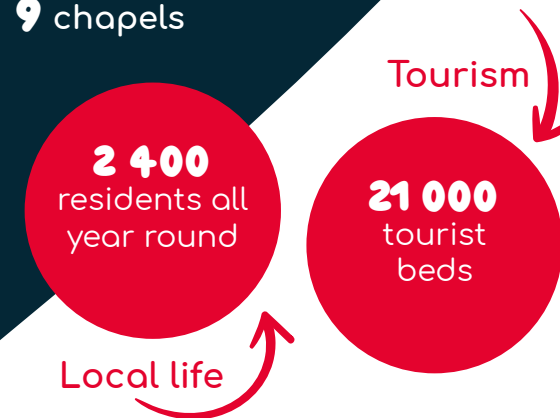 9 chapels
Tourism
2 400
residents all
year round
21 000
tourist
beds
Local life